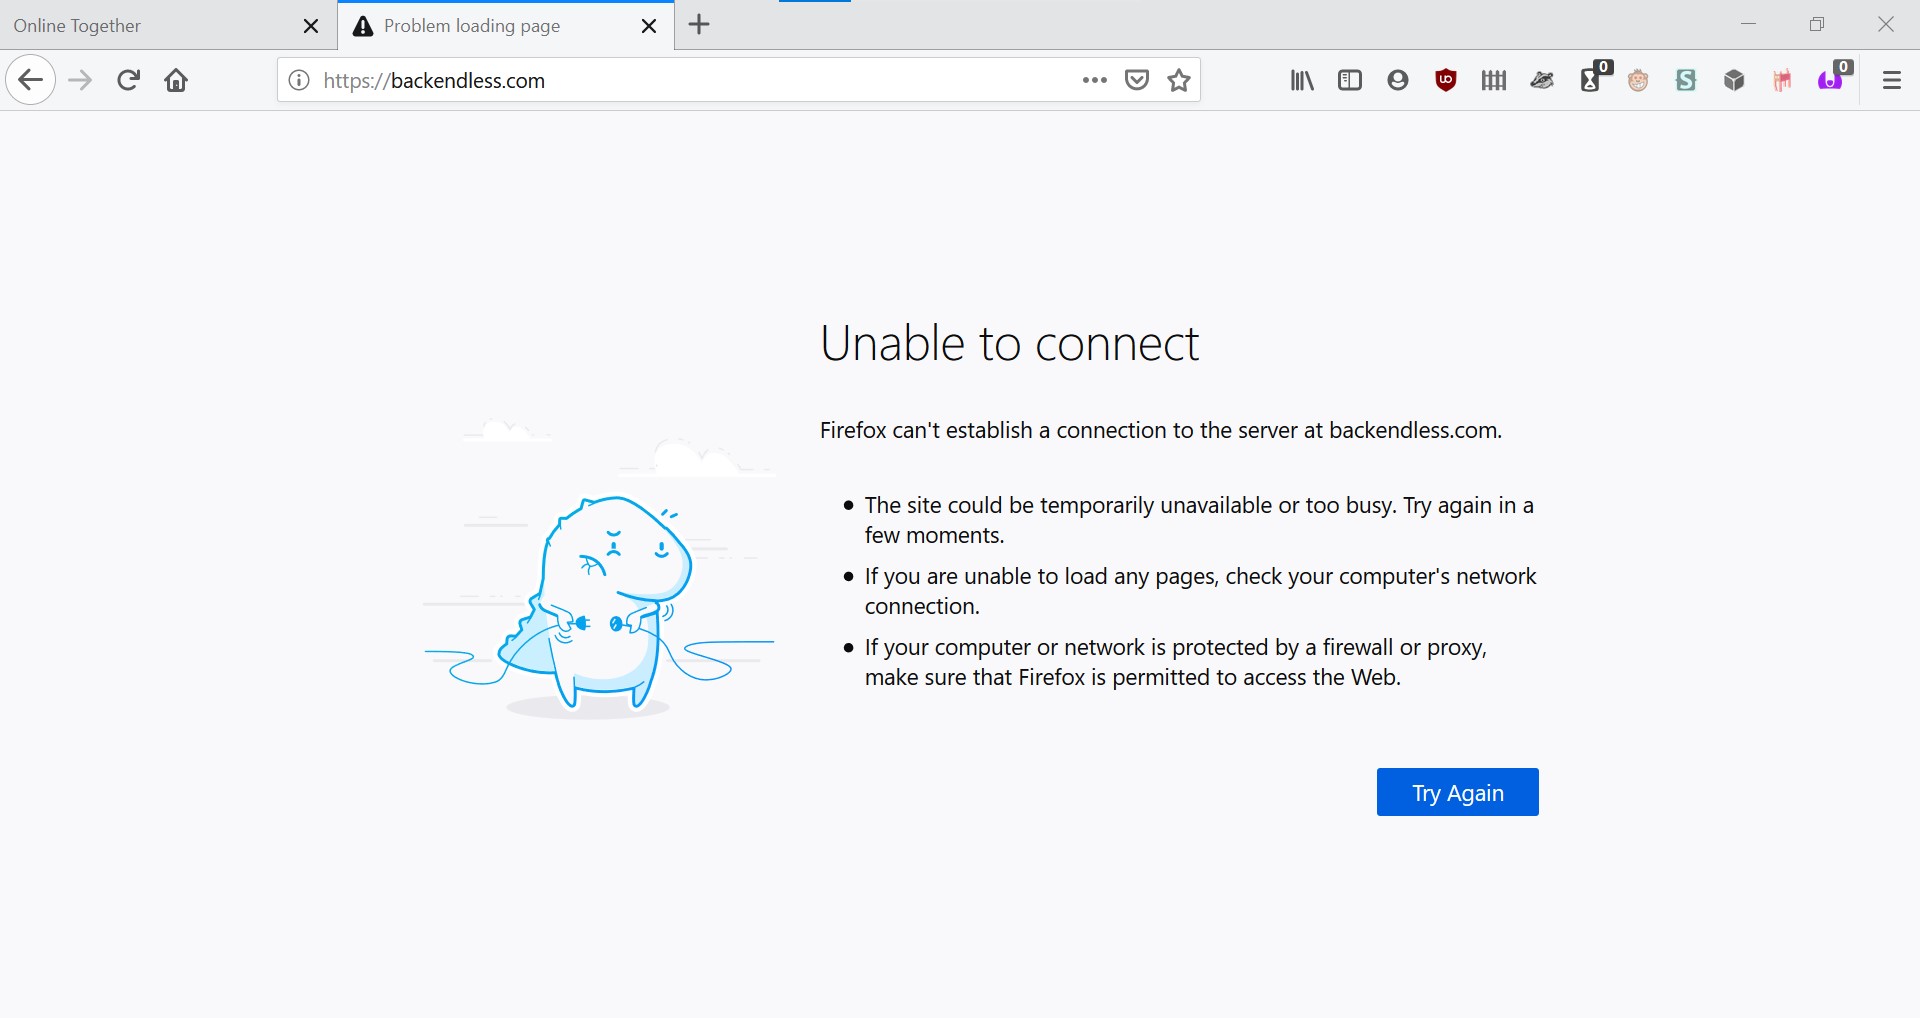 Online Together
Problem loading page
https://backendless.com
0
0
Unable to connect
Firefox can't establish a connection to the server at backendless.com.
The site could be temporarily unavailable or too busy. Try again in a
few moments.
If you are unable to load any pages, check your computer's network
connection.
If your computer or network is protected by a firewall or proxy,
make sure that Firefox is permitted to access the Web.
Try Again